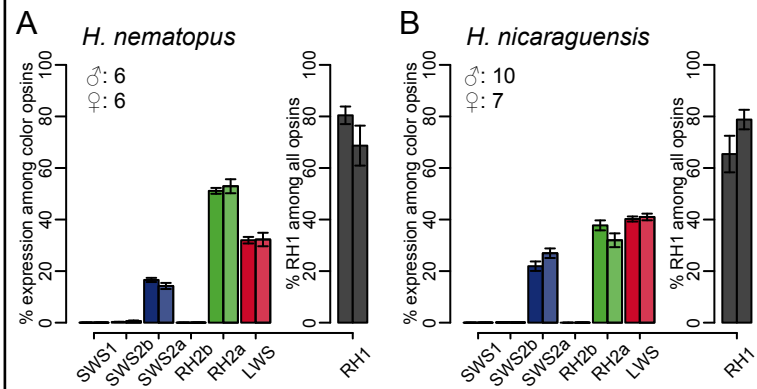 A
H. nematopus
♂: 6
♀: 6
% expression among color opsins
0 20 40 60 80 100
SWS1 SWS2b SWS2a RH2b RH2a LWS
% RH1 among all opsins
0 20 40 60 80 100
RH1
B
H. nicaraguensis
♂: 10
♀: 7
% expression among color opsins
0 20 40 60 80 100
SWS1 SWS2b SWS2a RH2b RH2a LWS
% RH1 among all opsins
0 20 40 60 80 100
RH1